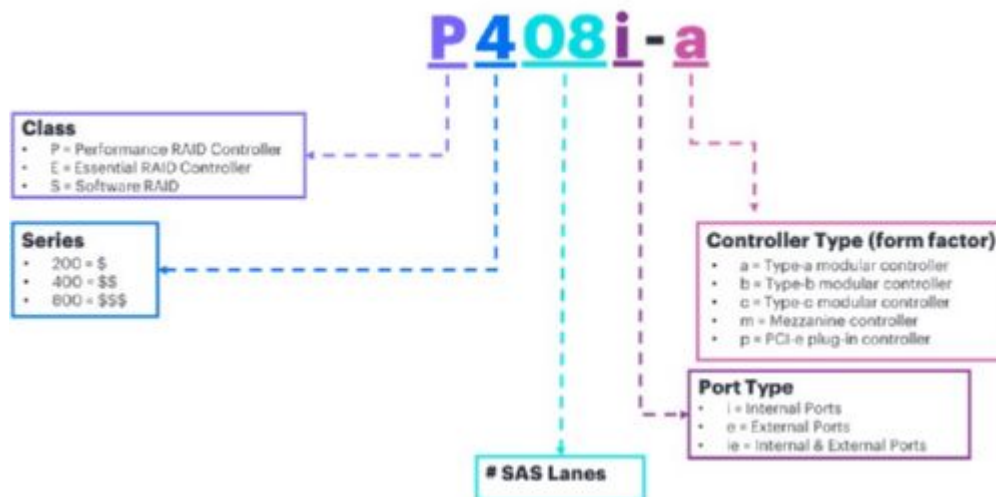 P408i-a
Class
• P = Performance RAID Controller
• E = Essential RAID Controller
• S = Software RAID
Series
• 200 = $
• 400 = $$
• 800 = $$$
Controller Type (form factor)
• a = Type-a modular controller
• b = Type-b modular controller
• c = Type-c modular controller
• m = Mezzanine controller
• p = PCI-e plug-in controller
Port Type
• i = Internal Ports
• e = External Ports
• ie = Internal & External Ports
# SAS Lanes